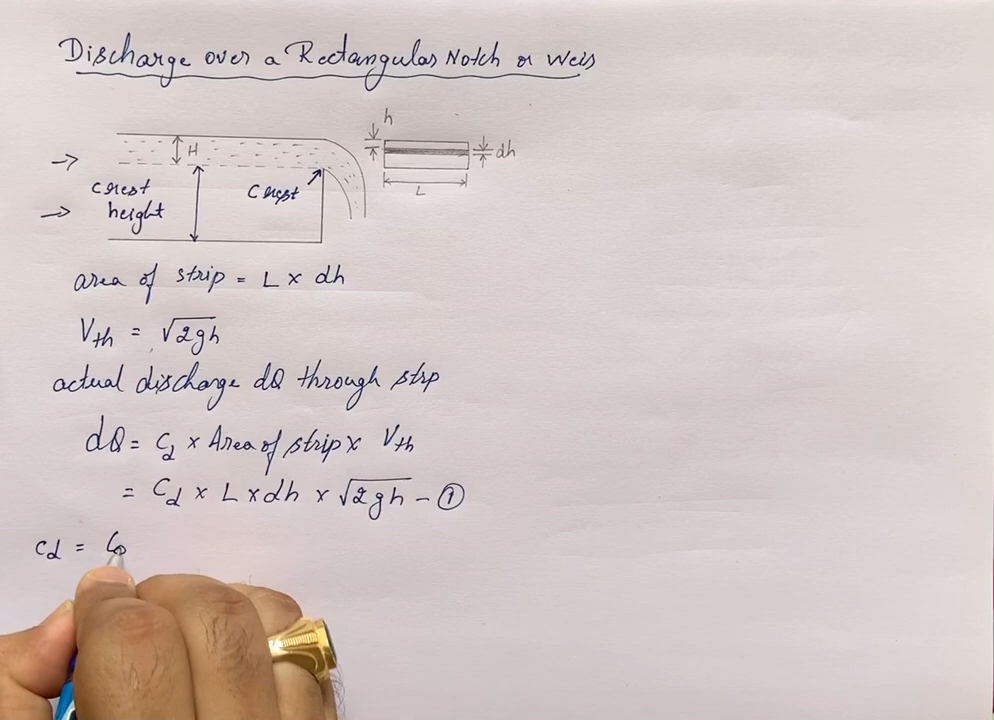 Discharge over a Rectangular Notch or Weir
H
crest
height
Crest
h
dh
L
area of strip = L × dh
Vth = √2gh
actual discharge dQ through strip
dQ = Cd × Area of strip × Vth
= Cd × L × dh × √2gh - ①
Cd = Co